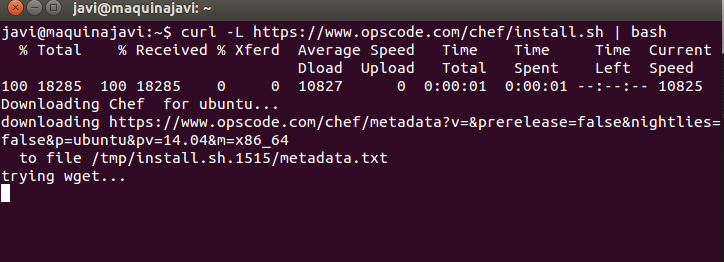 javi@maquinajavi: ~
javi@maquinajavi:~$ curl -L https://www.opscode.com/chef/install.sh | bash
  % Total    % Received % Xferd  Average Speed   Time    Time     Time  Current
                                 Dload  Upload   Total   Spent    Left  Speed
100 18285  100 18285    0     0  10827      0  0:00:01  0:00:01 --:--:-- 10825
Downloading Chef  for ubuntu...
downloading https://www.opscode.com/chef/metadata?v=&prerelease=false&nightlies=
false&p=ubuntu&pv=14.04&m=x86_64
  to file /tmp/install.sh.1515/metadata.txt
trying wget...